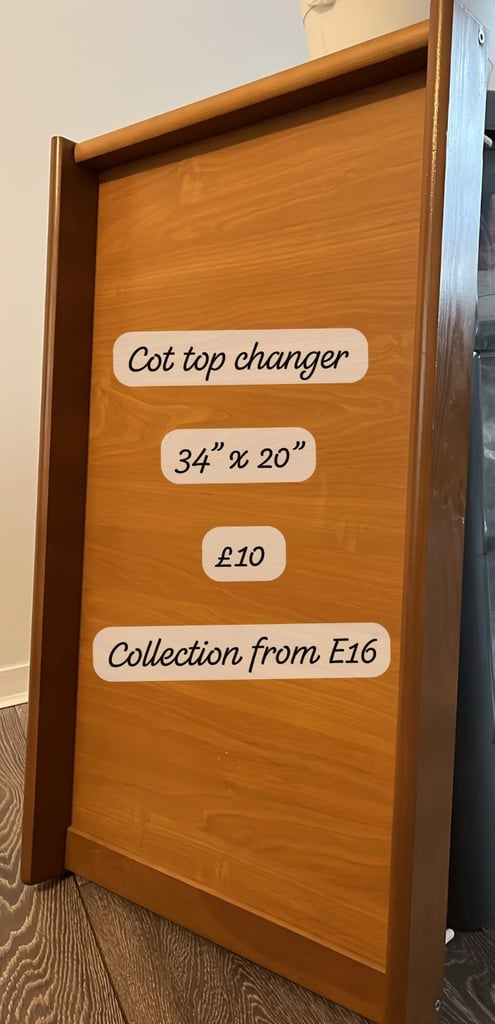 Cot top changer
34” x 20”
£10
Collection from E16